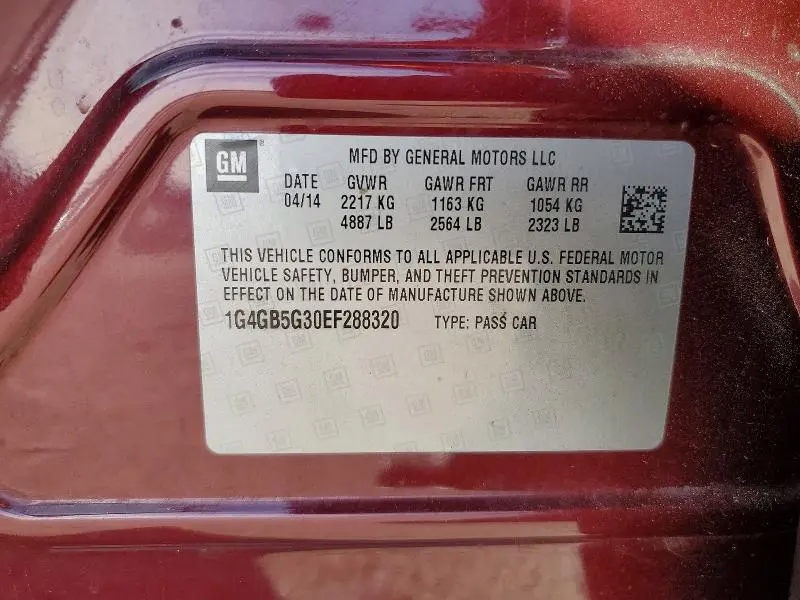 GM ® MFD BY GENERAL MOTORS LLC
DATE GVWR GAWR FRT GAWR RR
04/14 2217 KG 1163 KG 1054 KG
4887 LB 2564 LB 2323 LB
THIS VEHICLE CONFORMS TO ALL APPLICABLE U.S. FEDERAL MOTOR
VEHICLE SAFETY, BUMPER, AND THEFT PREVENTION STANDARDS IN
EFFECT ON THE DATE OF MANUFACTURE SHOWN ABOVE.
1G4GB5G30EF288320 TYPE: PASS CAR